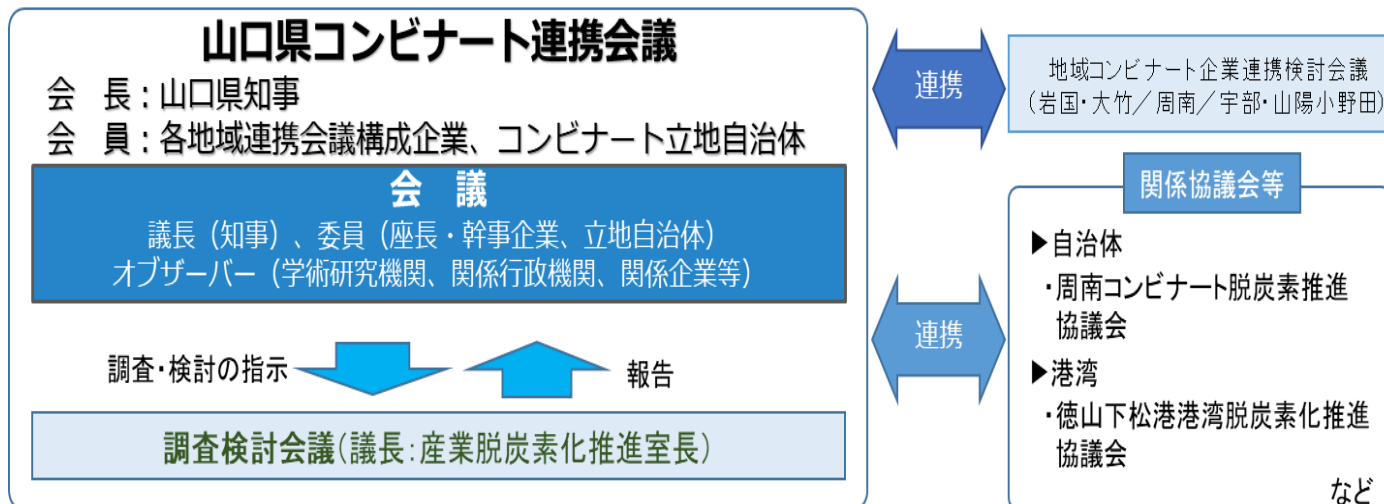 山口県コンビナート連携会議
会　長：山口県知事
会　員：各地域連携会議構成企業、コンビナート立地自治体
会　議
議長（知事）、委員（座長・幹事企業、立地自治体）
オブザーバー（学術研究機関、関係行政機関、関係企業等）
調査・検討の指示
報告
調査検討会議(議長：産業脱炭素化推進室長)
連携
地域コンビナート企業連携検討会議
(岩国・大竹／周南／宇部・山陽小野田)
連携
関係協議会等
▶自治体
・周南コンビナート脱炭素推進
協議会
▶港湾
・徳山下松港港湾脱炭素化推進
協議会
など